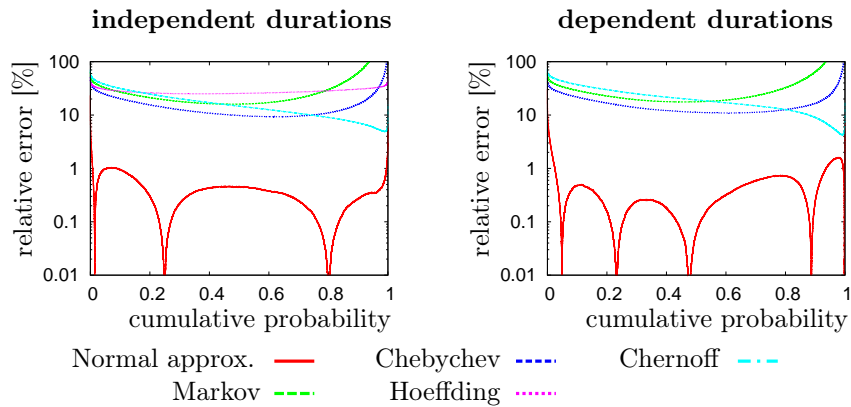 independent durations
dependent durations
relative error [%]
100
10
1
0.1
0.01
0 0.2 0.4 0.6 0.8 1
cumulative probability
relative error [%]
100
10
1
0.1
0.01
0 0.2 0.4 0.6 0.8 1
cumulative probability
Normal approx. Chebychev Chernoff
Markov Hoeffding